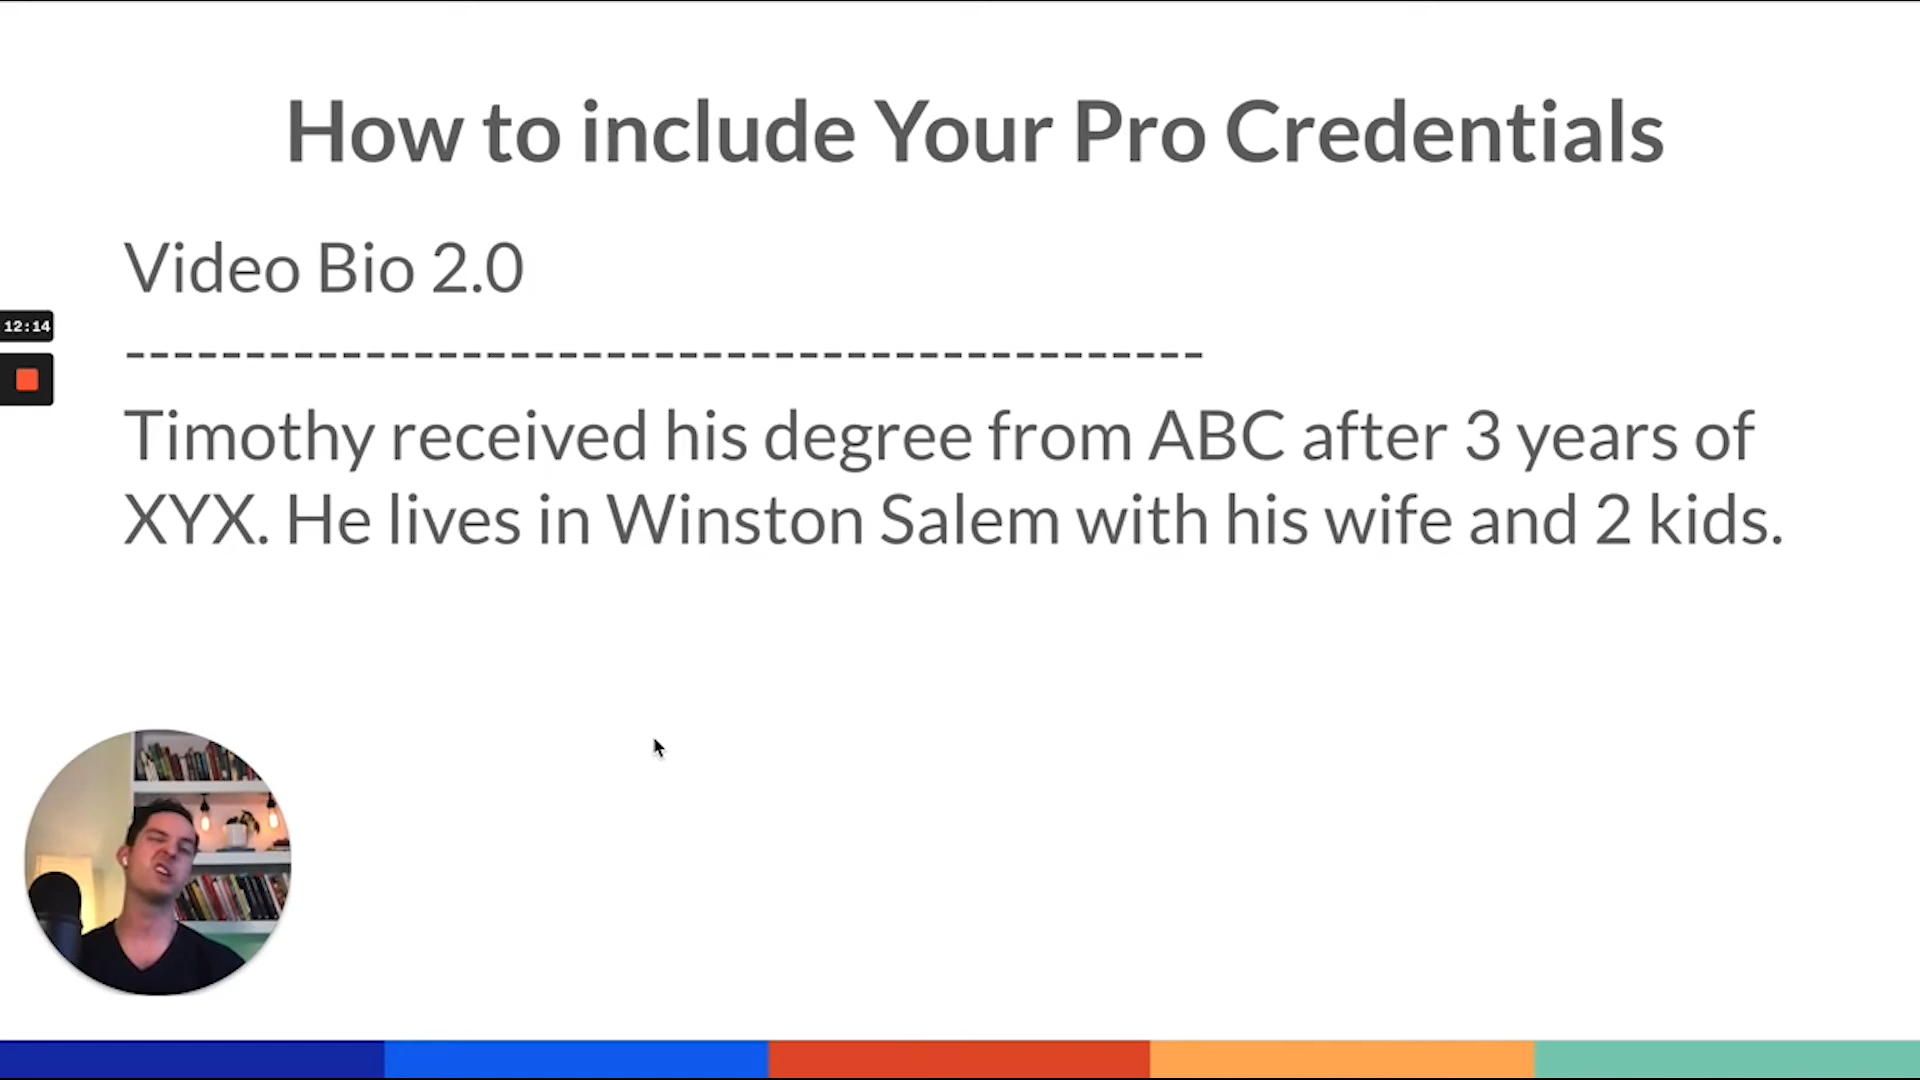 How to include Your Pro Credentials
Video Bio 2.0
12:14
---------------------------------------------
Timothy received his degree from ABC after 3 years of
XYX. He lives in Winston Salem with his wife and 2 kids.